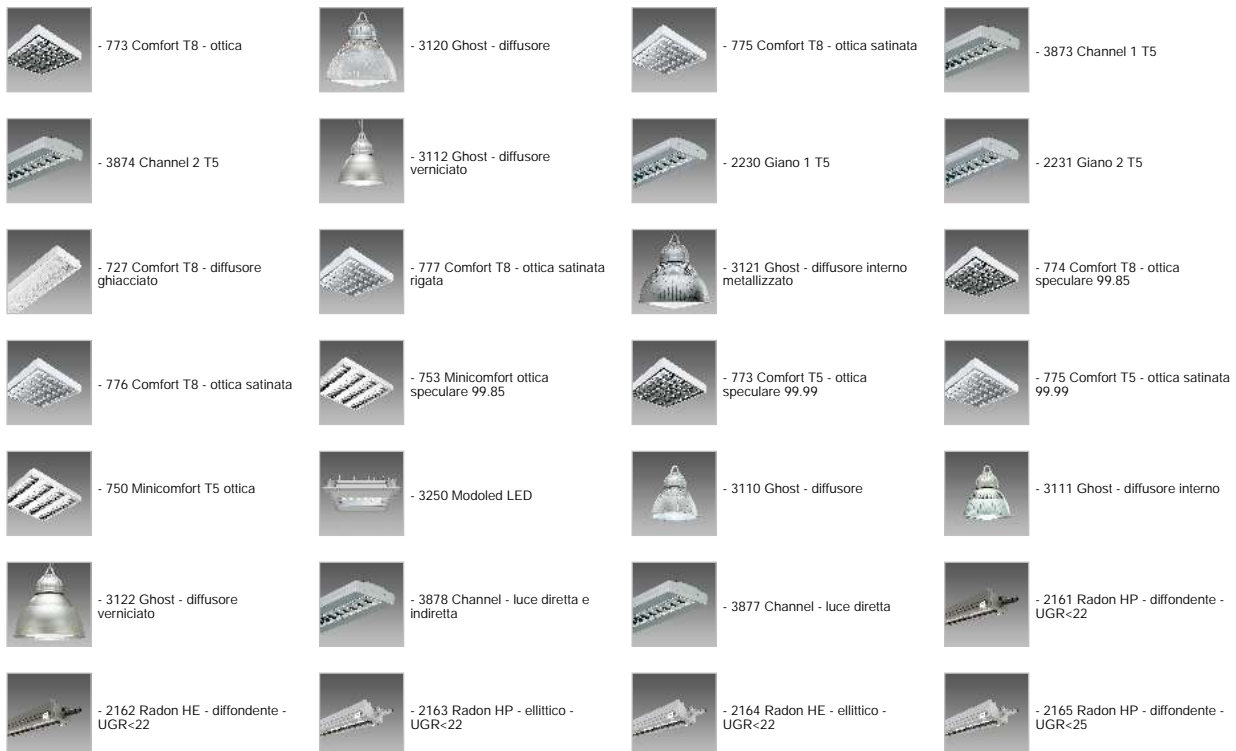 - 773 Comfort T8 - ottica
- 3120 Ghost - diffusore
- 775 Comfort T8 - ottica satinata
- 3873 Channel 1 T5
- 3874 Channel 2 T5
- 3112 Ghost - diffusore
verniciato
- 2230 Giano 1 T5
- 2231 Giano 2 T5
- 727 Comfort T8 - diffusore
ghiacciato
- 777 Comfort T8 - ottica satinata
rigata
- 3121 Ghost - diffusore interno
metallizzato
- 774 Comfort T8 - ottica
speculare 99.85
- 776 Comfort T8 - ottica satinata
- 753 Minicomfort ottica
speculare 99.85
- 773 Comfort T5 - ottica
speculare 99.99
- 775 Comfort T5 - ottica satinata
99.99
- 750 Minicomfort T5 ottica
- 3250 Modoled LED
- 3110 Ghost - diffusore
- 3111 Ghost - diffusore interno
- 3122 Ghost - diffusore
verniciato
- 3878 Channel - luce diretta e
indiretta
- 3877 Channel - luce diretta
- 2161 Radon HP - diffondente -
UGR<22
- 2162 Radon HE - diffondente -
UGR<22
- 2163 Radon HP - ellittico -
UGR<22
- 2164 Radon HE - ellittico -
UGR<22
- 2165 Radon HP - diffondente -
UGR<25